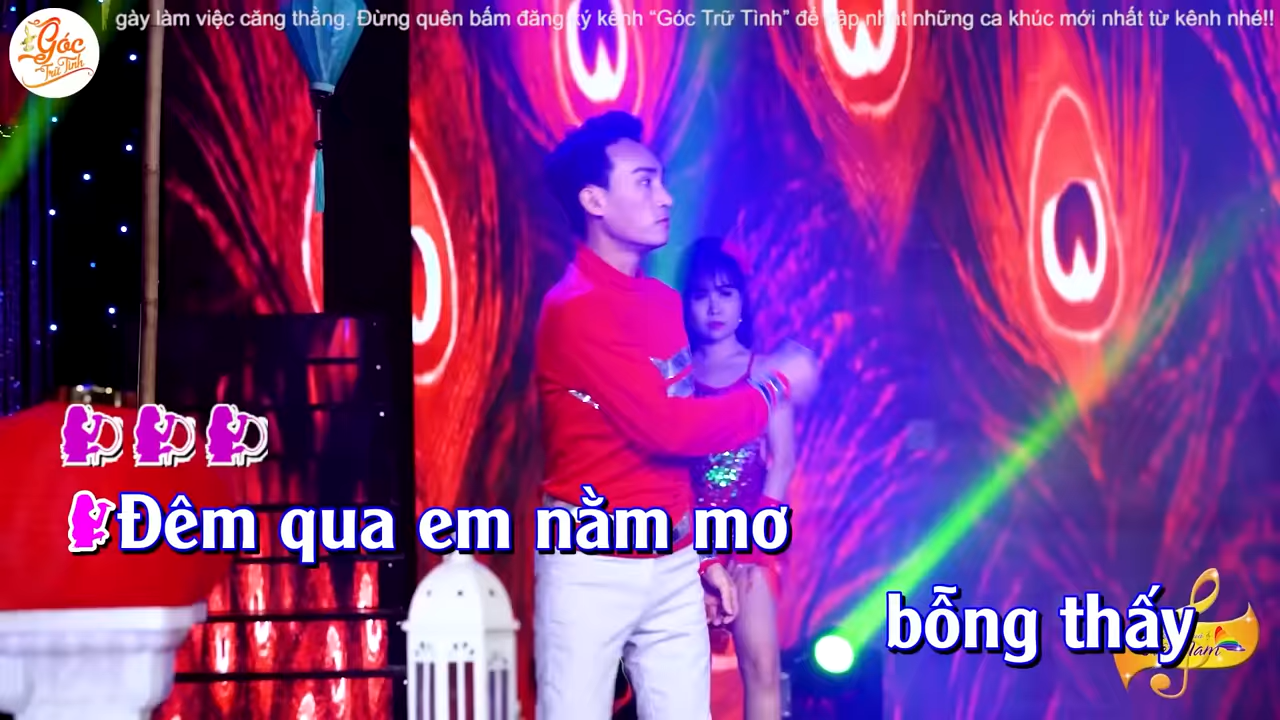 gày làm việc căng thẳng. Đừng quên bấm đăng ký kênh “Góc Trữ Tình” để cập nhật những ca khúc mới nhất từ kênh nhé!!
Góc
Trữ Tình
Đêm qua em nằm mơ
bỗng thấy
Nam